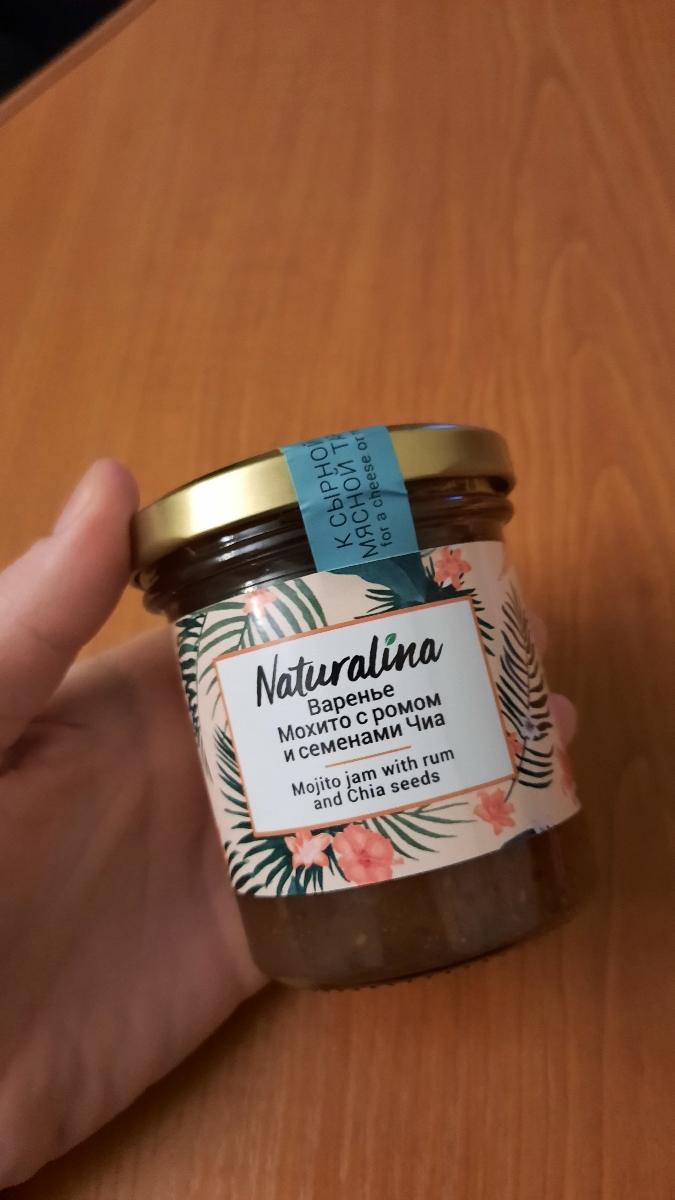 К СЫРНОЙ
МЯСНОЙ
for a cheese or
Naturalina
Варенье
Мохито с ромом
и семенами Чиа
Mojito jam with rum
and Chia seeds